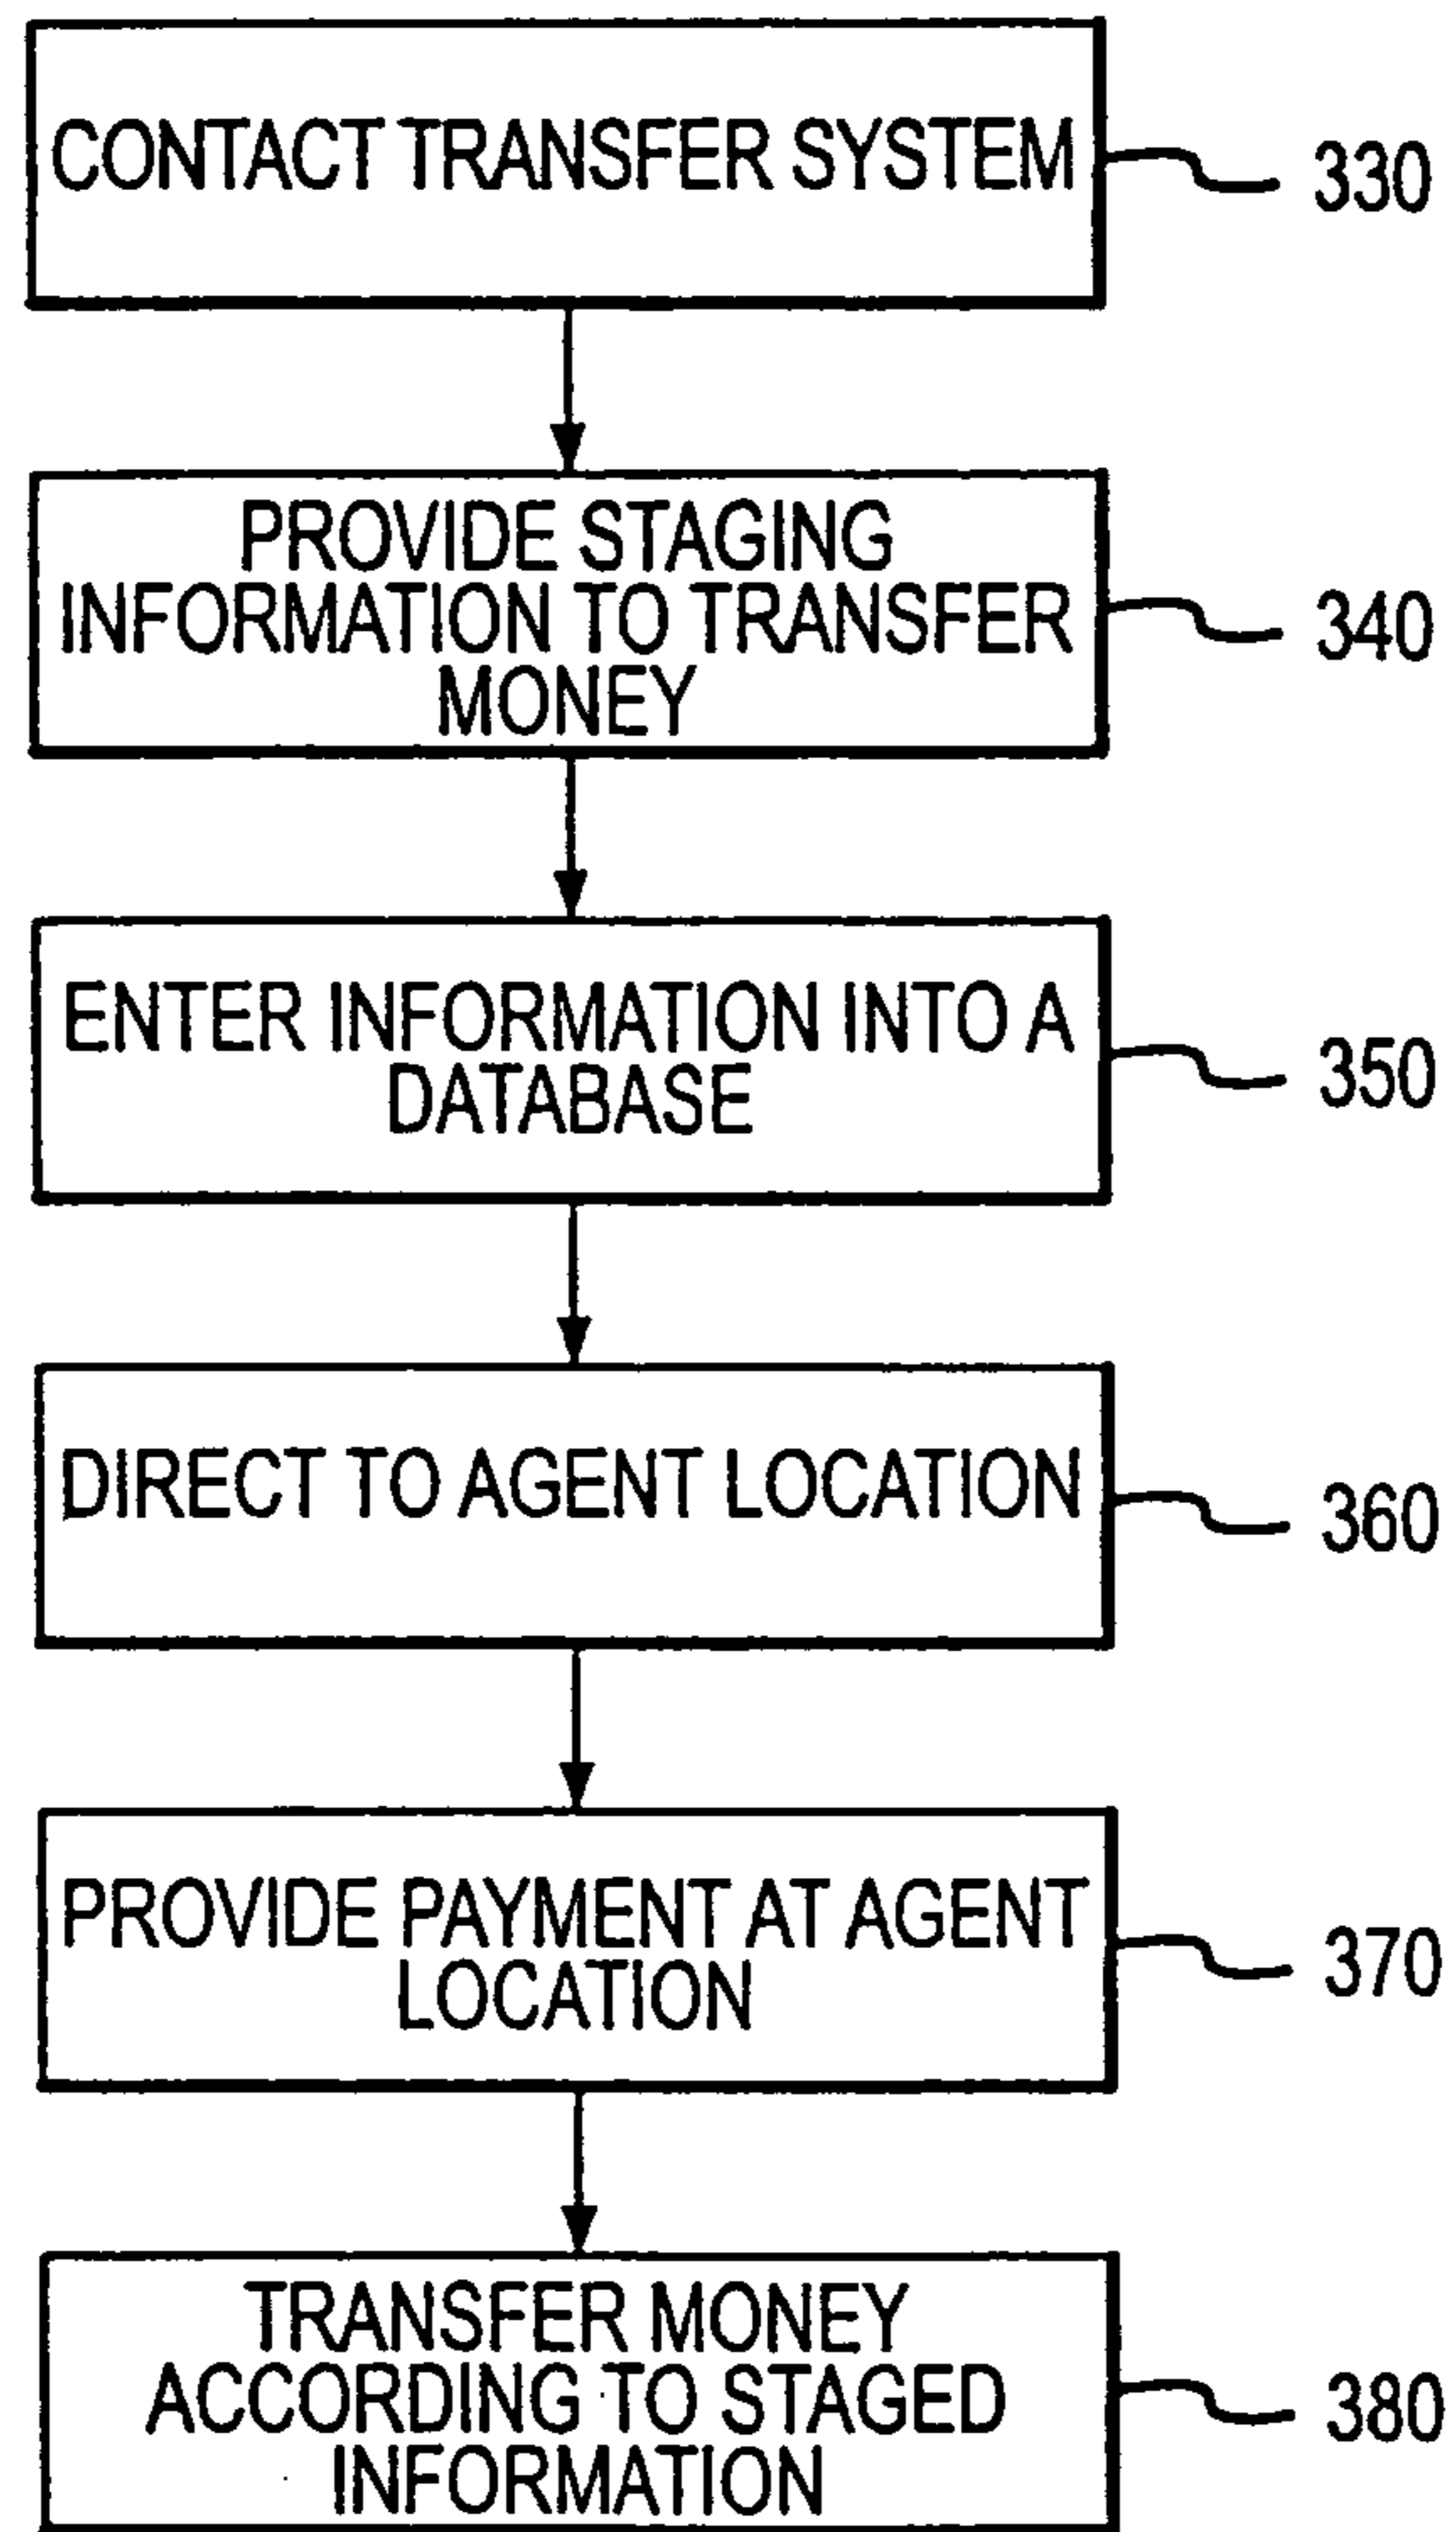 CONTACT TRANSFER SYSTEM
330
PROVIDE STAGING
INFORMATION TO TRANSFER
MONEY
340
ENTER INFORMATION INTO A
DATABASE
350
DIRECT TO AGENT LOCATION
360
PROVIDE PAYMENT AT AGENT
LOCATION
370
TRANSFER MONEY
ACCORDING TO STAGED
INFORMATION
380